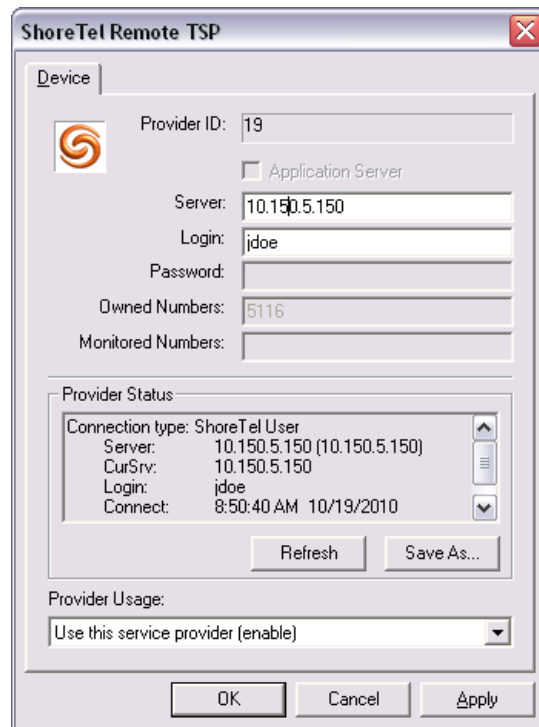 ShoreTel Remote TSP
Device
Provider ID: 19
Application Server
Server: 10.150.5.150
Login: jdoe
Password:
Owned Numbers: 5116
Monitored Numbers:
Provider Status
Connection type: ShoreTel User
Server: 10.150.5.150 (10.150.5.150)
CurSrv: 10.150.5.150
Login: jdoe
Connect: 8:50:40 AM 10/19/2010
Refresh Save As...
Provider Usage:
Use this service provider (enable)
OK Cancel Apply